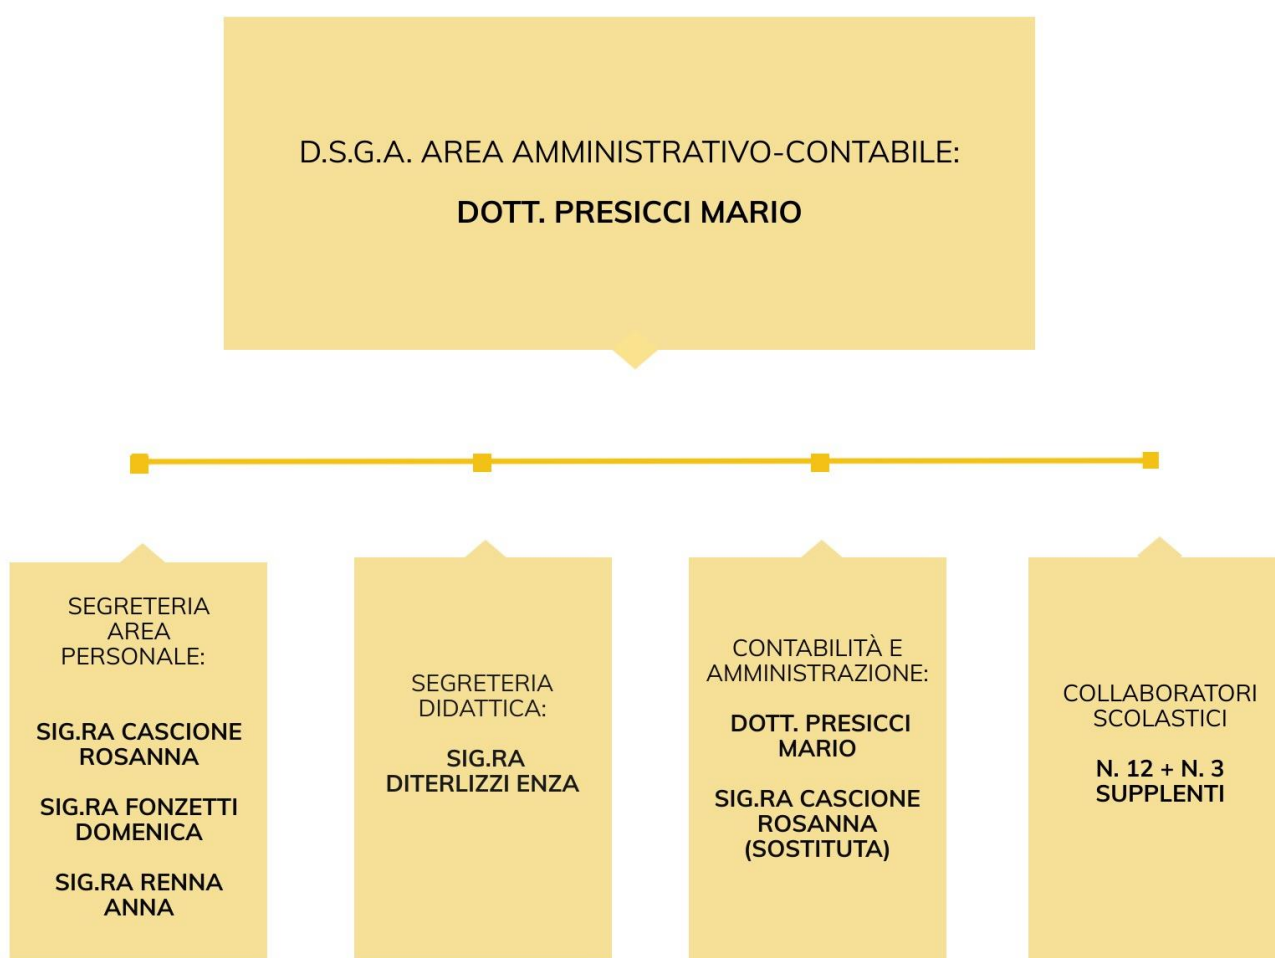 D.S.G.A. AREA AMMINISTRATIVO-CONTABILE:
DOTT. PRESICCI MARIO
SEGRETERIA
AREA
PERSONALE:
SIG.RA CASCIONE
ROSANNA
SIG.RA FONZETTI
DOMENICA
SIG.RA RENNA
ANNA
SEGRETERIA
DIDATTICA:
SIG.RA
DITERLIZZI ENZA
CONTABILITÀ E
AMMINISTRAZIONE:
DOTT. PRESICCI
MARIO
SIG.RA CASCIONE
ROSANNA
(SOSTITUTA)
COLLABORATORI
SCOLASTICI
N. 12 + N. 3
SUPPLENTI